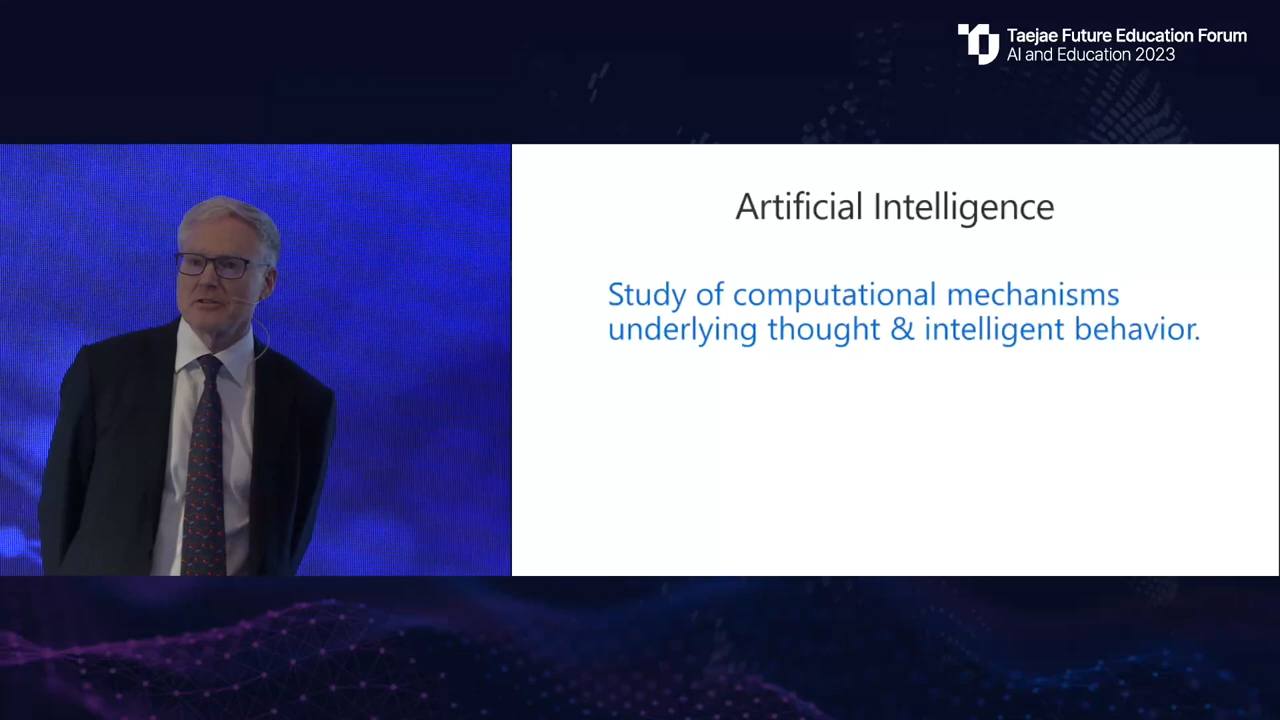 Taejae Future Education Forum
AI and Education 2023
Artificial Intelligence
Study of computational mechanisms
underlying thought & intelligent behavior.